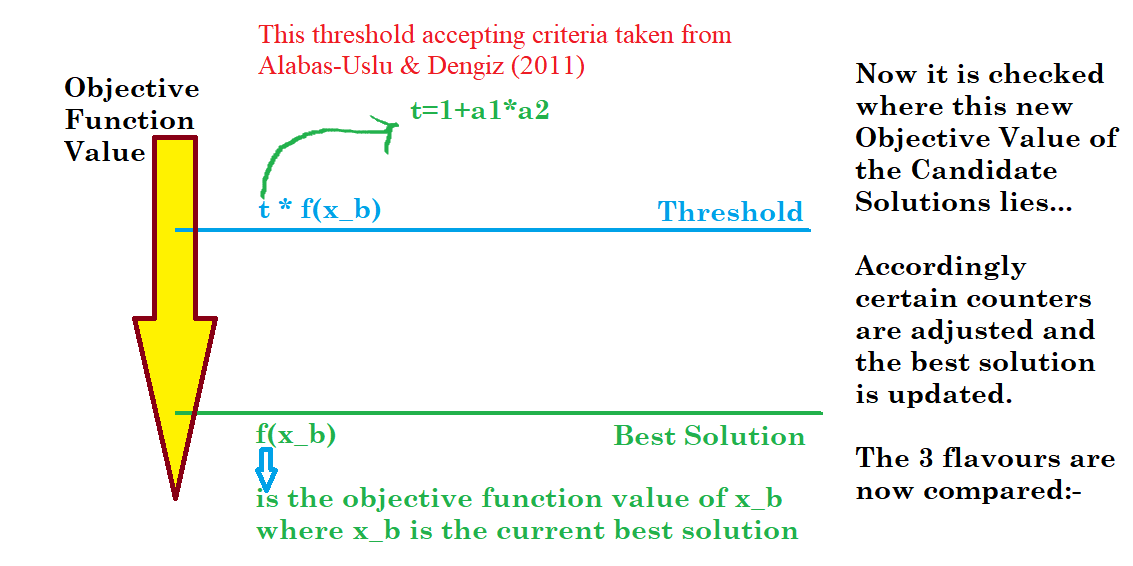 This threshold accepting criteria taken from
Alabas-Uslu & Dengiz (2011)
Objective
Function
Value
t=1+a1*a2
t * f(x_b)
Threshold
f(x_b)
Best Solution
is the objective function value of x_b
where x_b is the current best solution
Now it is checked
where this new
Objective Value of
the Candidate
Solutions lies...
Accordingly
certain counters
are adjusted and
the best solution
is updated.
The 3 flavours are
now compared:-